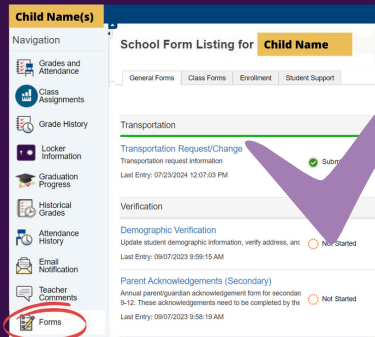 Child Name(s)
Navigation
School Form Listing for Child Name
General Forms Class Forms Enrollment Student Support
Grades and
Attendance
Class
Assignments
Grade History
Locker
Information
Graduation
Progress
Historical
Grades
Attendance
History
Email
Notification
Teacher
Comments
Forms
Transportation
Transportation Request/Change
Transportation request information
Last Entry: 07/23/2024 12:07:03 PM
Verification
Demographic Verification
Update student demographic information, verify address, and Not Started
Last Entry: 09/07/2023 9:59:15 AM
Parent Acknowledgements (Secondary)
Annual parent/guardian acknowledgement form for secondar
9-12. These acknowledgements need to be completed by the Not Started
Last Entry: 09/07/2023 9:58:19 AM